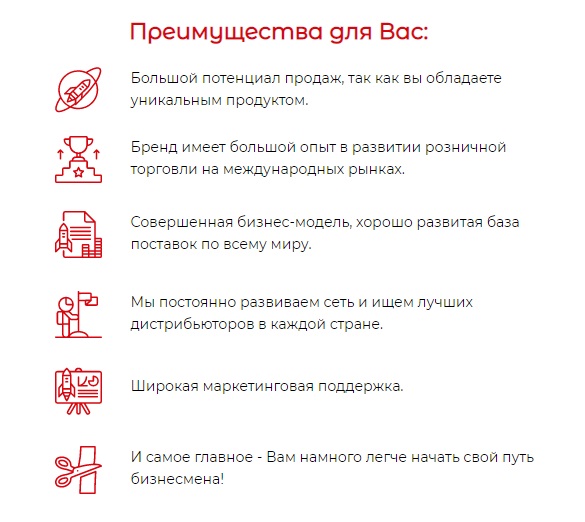 Преимущества для Вас:
Большой потенциал продаж, так как вы обладаете
уникальным продуктом.
Бренд имеет большой опыт в развитии розничной
торговли на международных рынках.
Совершенная бизнес-модель, хорошо развитая база
поставок по всему миру.
Мы постоянно развиваем сеть и ищем лучших
дистрибьюторов в каждой стране.
Широкая маркетинговая поддержка.
И самое главное - Вам намного легче начать свой путь
бизнесмена!